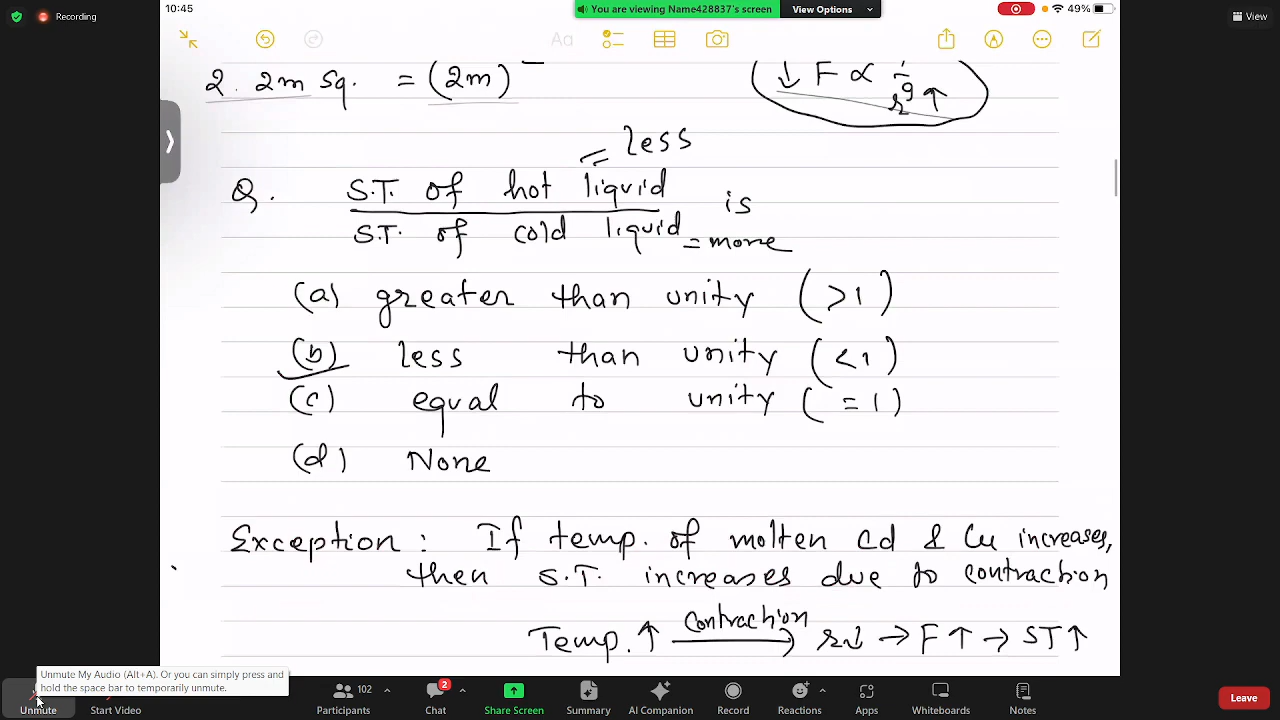 10:45
Recording
You are viewing Name428837's screen
View Options
49%
View
Aa
2. 2m Sq. = (2m)
↓ F ∝ 1/r⁹ ↑
= less
Q. S.T. of hot liquid
is
S.T. of cold liquid = more
(a) greater than unity (>1)
(b) less than unity (<1)
(c) equal to unity (=1)
(d) None
Exception : If temp. of molten Cd & Cu increases,
then S.T. increases due to contraction
Temp. ↑ contraction → r↓ → F↑ → ST↑
Unmute My Audio (Alt+A). Or you can simply press and
hold the space bar to temporarily unmute.
102
2
Unmute
Start Video
Participants
Chat
Share Screen
Summary
AI Companion
Record
Reactions
Apps
Whiteboards
Notes
Leave